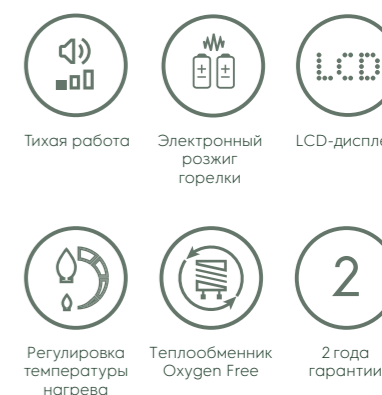 LCD
Тихая работа
Электронный
розжиг
горелки
LCD-диспле
2
Регулировка
температуры
нагрева
Теплообменник
Oxygen Free
2 года
гарантии